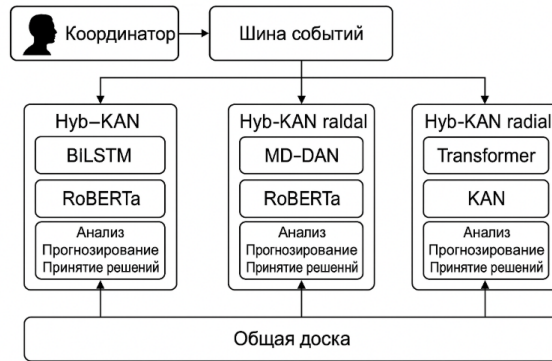 Координатор
Шина событий
Hyb–KAN
BILSTM
RoBERTa
Анализ
Прогнозирование
Принятие решений
Hyb-KAN raldal
MD-DAN
RoBERTa
Анализ
Прогнозирование
Принятие решеннй
Hyb-KAN radial
Transformer
KAN
Анализ
Прогнозирование
Принятие решений
Общая доска